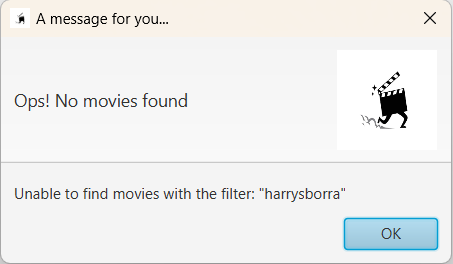 A message for you...
Ops! No movies found
Unable to find movies with the filter: "harrysborra"
OK